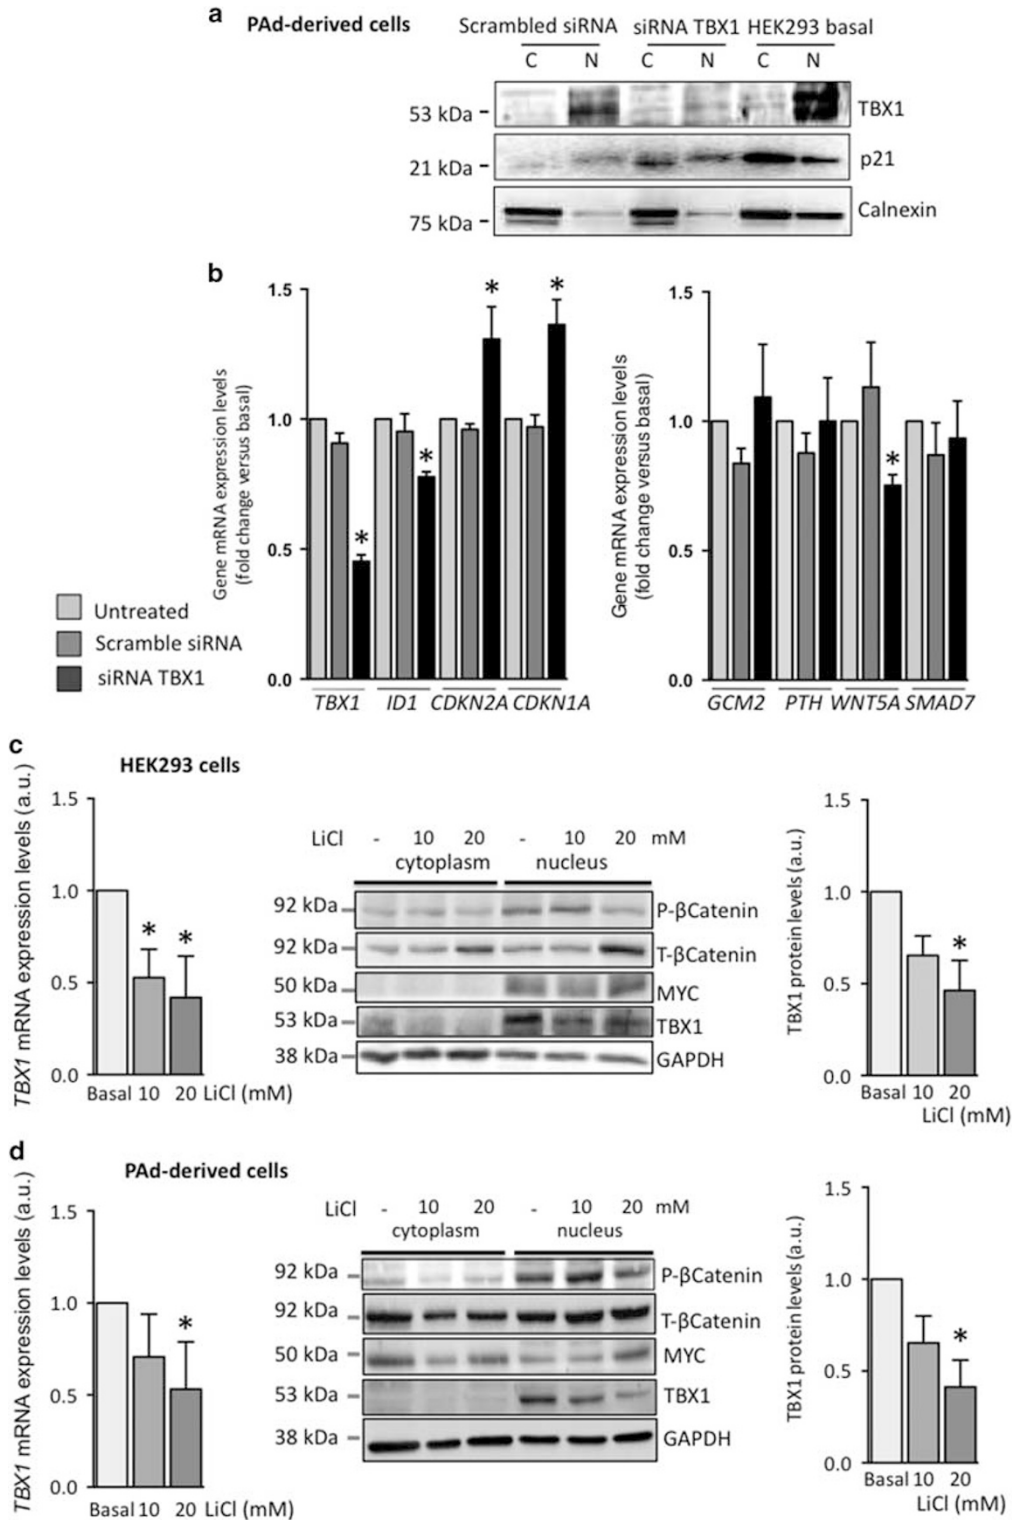 a
PAd-derived cells
Scrambled siRNA siRNA TBX1 HEK293 basal
C N C N C N
53 kDa TBX1
21 kDa p21
75 kDa Calnexin
b
Gene mRNA expression levels
(fold change versus basal)
1.5
1.0
0.5
0.0
* * * *
TBX1 ID1 CDKN2A CDKN1A
Untreated
Scramble siRNA
siRNA TBX1
Gene mRNA expression levels
(fold change versus basal)
1.5
1.0
0.5
0.0
*
GCM2 PTH WNT5A SMAD7
c
HEK293 cells
TBX1 mRNA expression levels (a.u.)
1.5
1.0
0.5
0.0
* *
Basal 10 20 LiCl (mM)
LiCl - 10 20 - 10 20 mM
cytoplasm nucleus
92 kDa P-βCatenin
92 kDa T-βCatenin
50 kDa MYC
53 kDa TBX1
38 kDa GAPDH
TBX1 protein levels (a.u.)
1.5
1.0
0.5
0.0
*
Basal 10 20
LiCl (mM)
d
PAd-derived cells
TBX1 mRNA expression levels (a.u.)
1.5
1.0
0.5
0.0
*
Basal 10 20 LiCl (mM)
LiCl - 10 20 - 10 20 mM
cytoplasm nucleus
92 kDa P-βCatenin
92 kDa T-βCatenin
50 kDa MYC
53 kDa TBX1
38 kDa GAPDH
TBX1 protein levels (a.u.)
1.5
1.0
0.5
0.0
*
Basal 10 20
LiCl (mM)